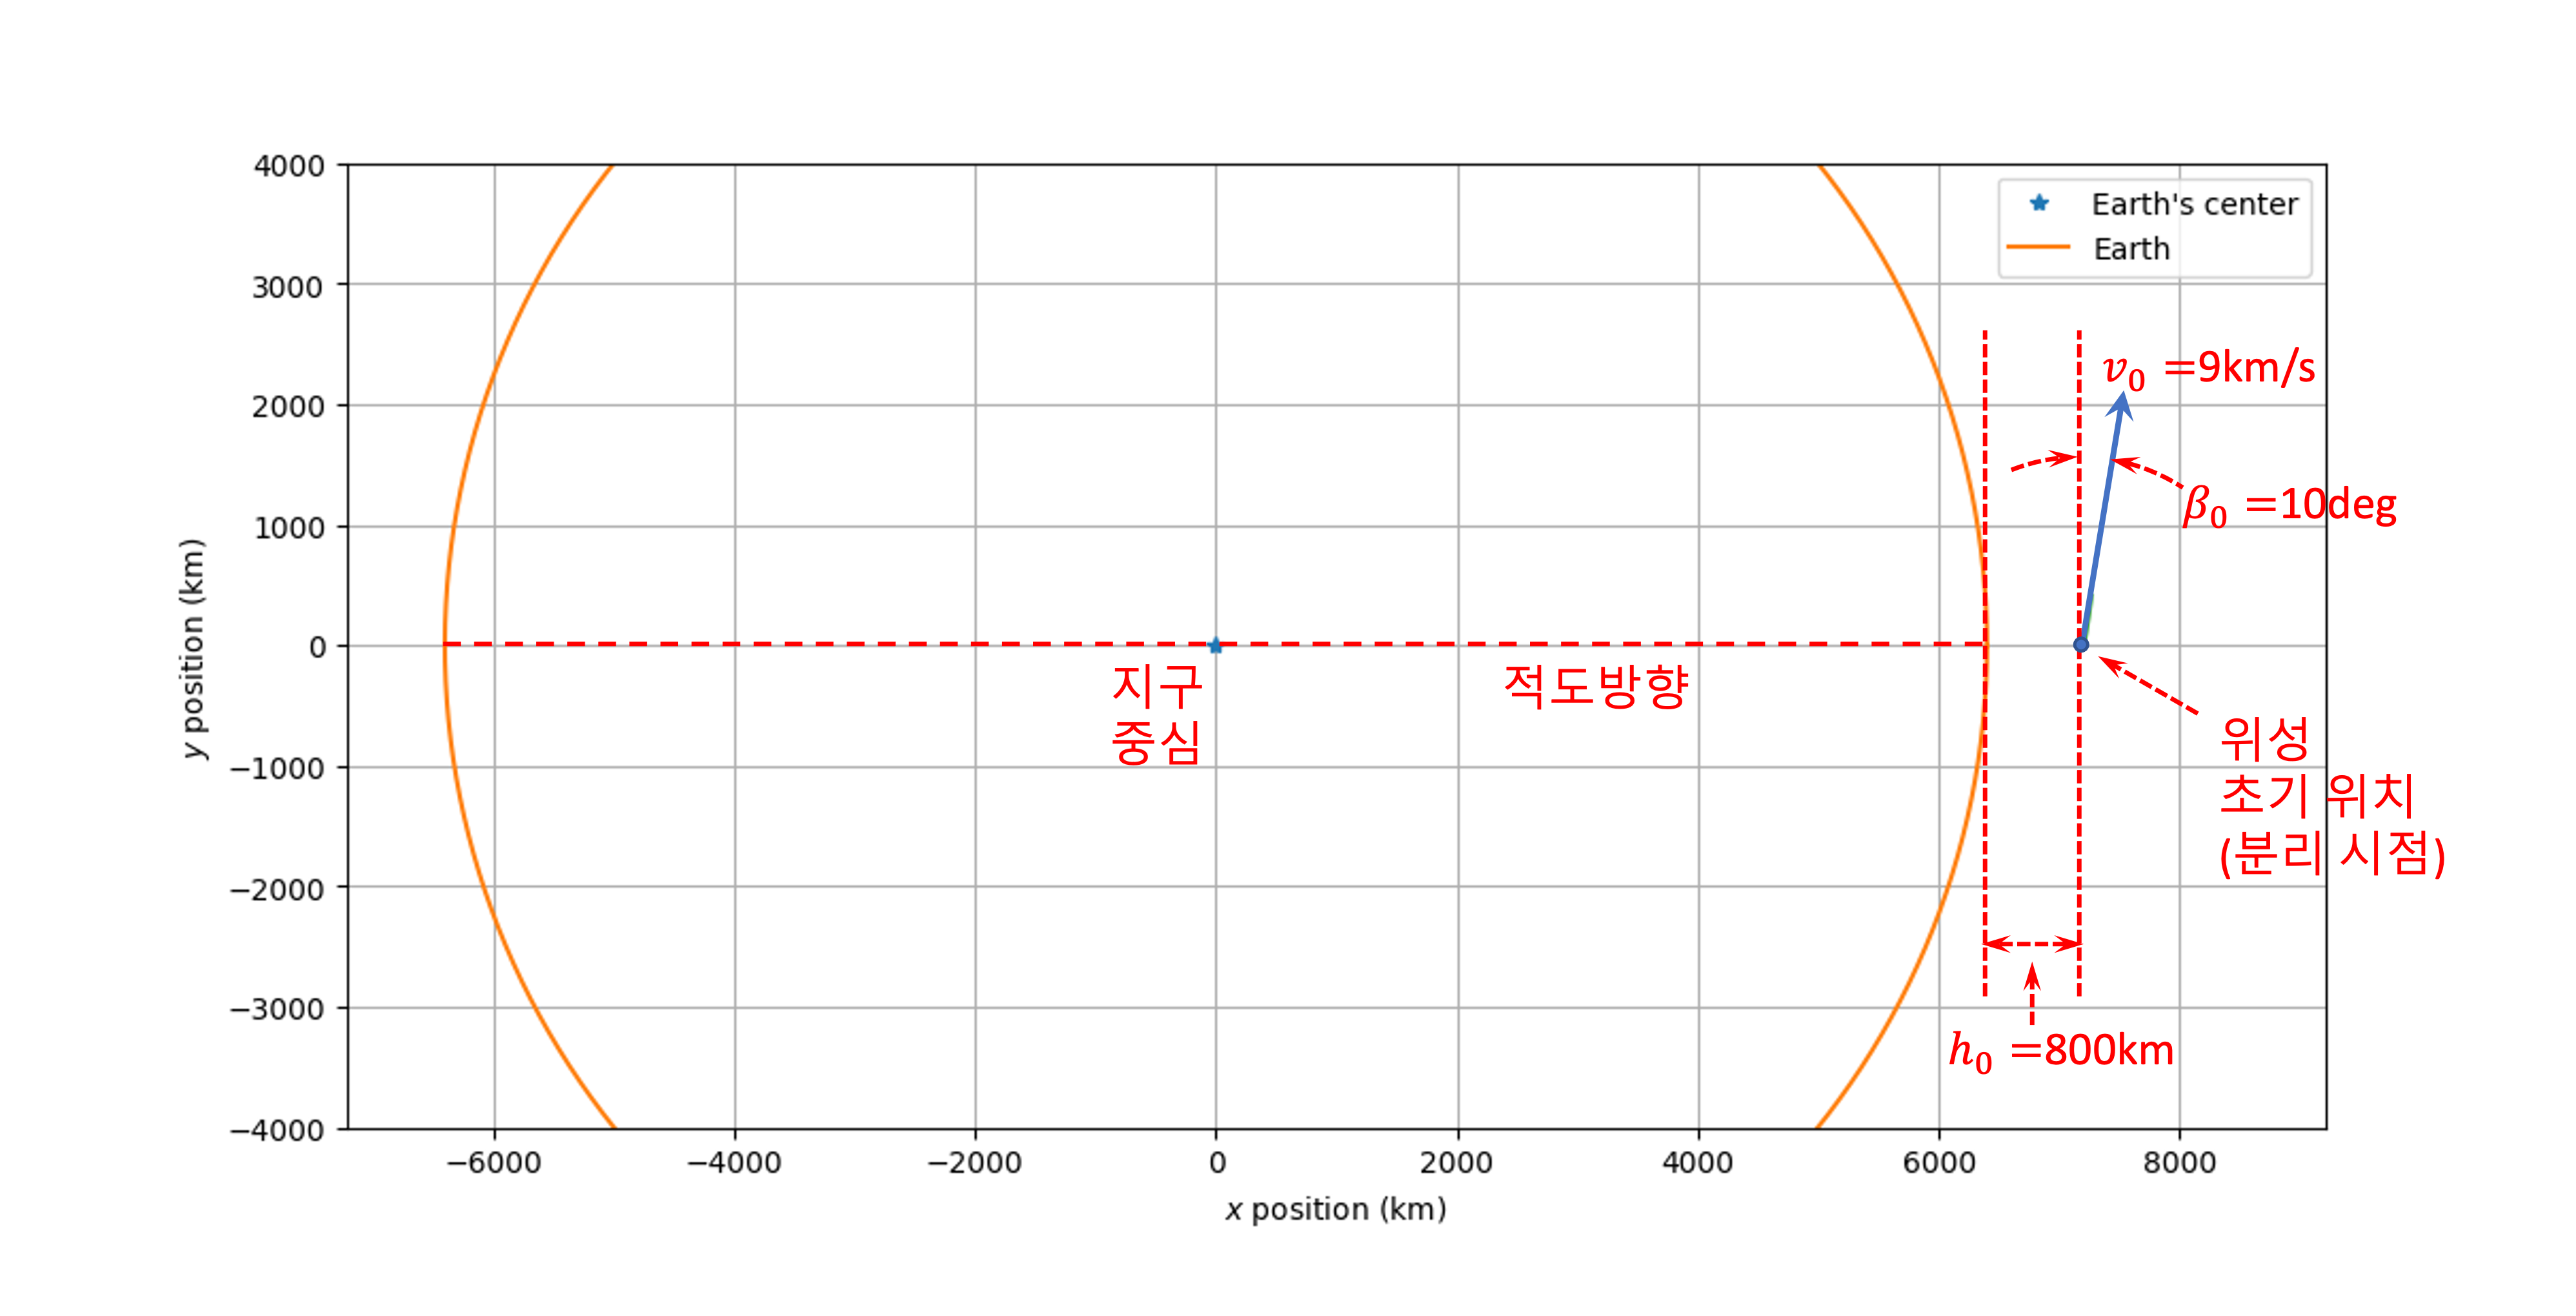 4000
3000
2000
1000
0
−1000
−2000
−3000
−4000
y position (km)
−6000
−4000
−2000
0
2000
4000
6000
8000
x position (km)
Earth's center
Earth
v₀ =9km/s
β₀ =10deg
지구
중심
적도방향
위성
초기 위치
(분리 시점)
h₀ =800km